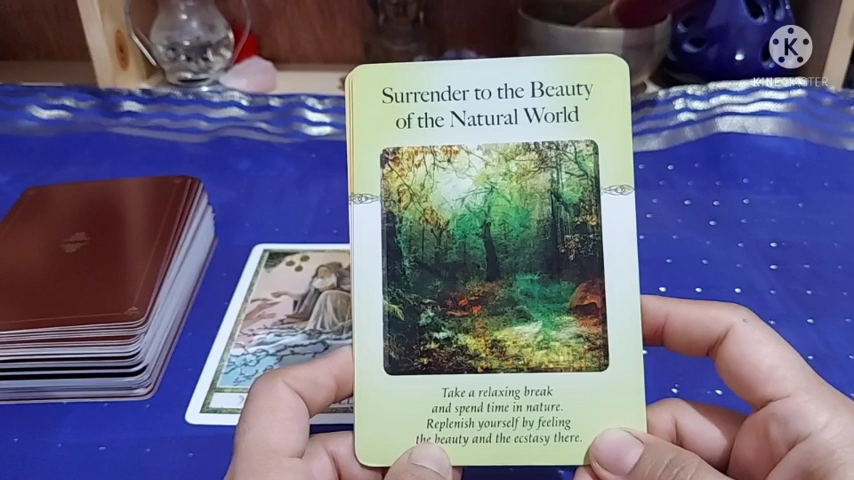 Surrender to the Beauty
of the Natural World
Take a relaxing break
and spend time in nature.
Replenish yourself by feeling
the beauty and the ecstasy there.
K
KINEMASTER